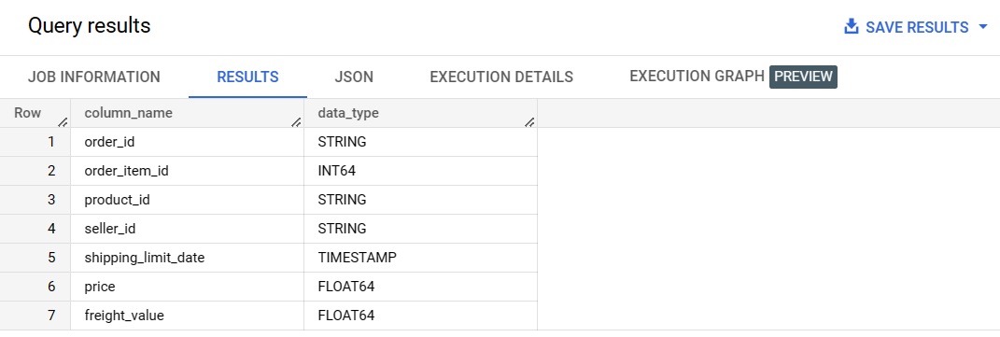 Query results
SAVE RESULTS
JOB INFORMATION RESULTS JSON EXECUTION DETAILS EXECUTION GRAPH PREVIEW
Row column_name data_type
1 order_id STRING
2 order_item_id INT64
3 product_id STRING
4 seller_id STRING
5 shipping_limit_date TIMESTAMP
6 price FLOAT64
7 freight_value FLOAT64